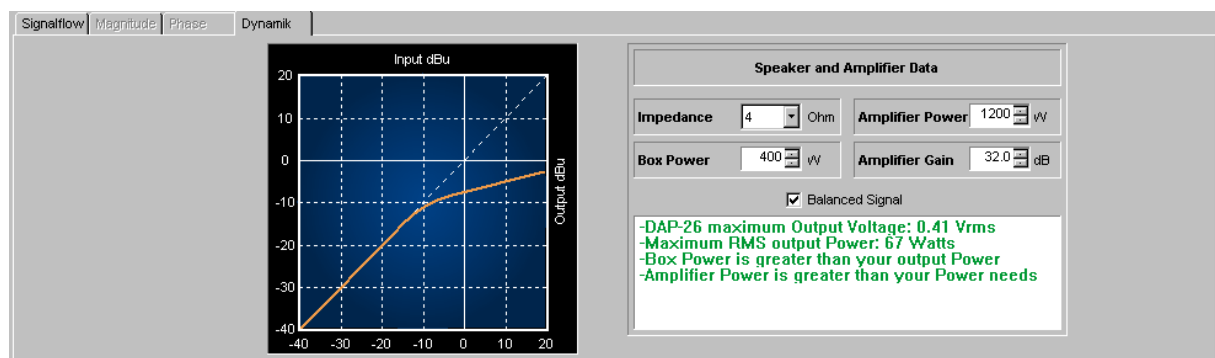 Signalflow Magnitude Phase Dynamik
Input dBu
20
10
0
-10
-20
-30
-40
-40 -30 -20 -10 0 10 20
Output dBu
Speaker and Amplifier Data
Impedance 4 Ohm Amplifier Power 1200 W
Box Power 400 W Amplifier Gain 32.0 dB
Balanced Signal
-DAP-26 maximum Output Voltage: 0.41 Vrms
-Maximum RMS output Power: 67 Watts
-Box Power is greater than your output Power
-Amplifier Power is greater than your Power needs